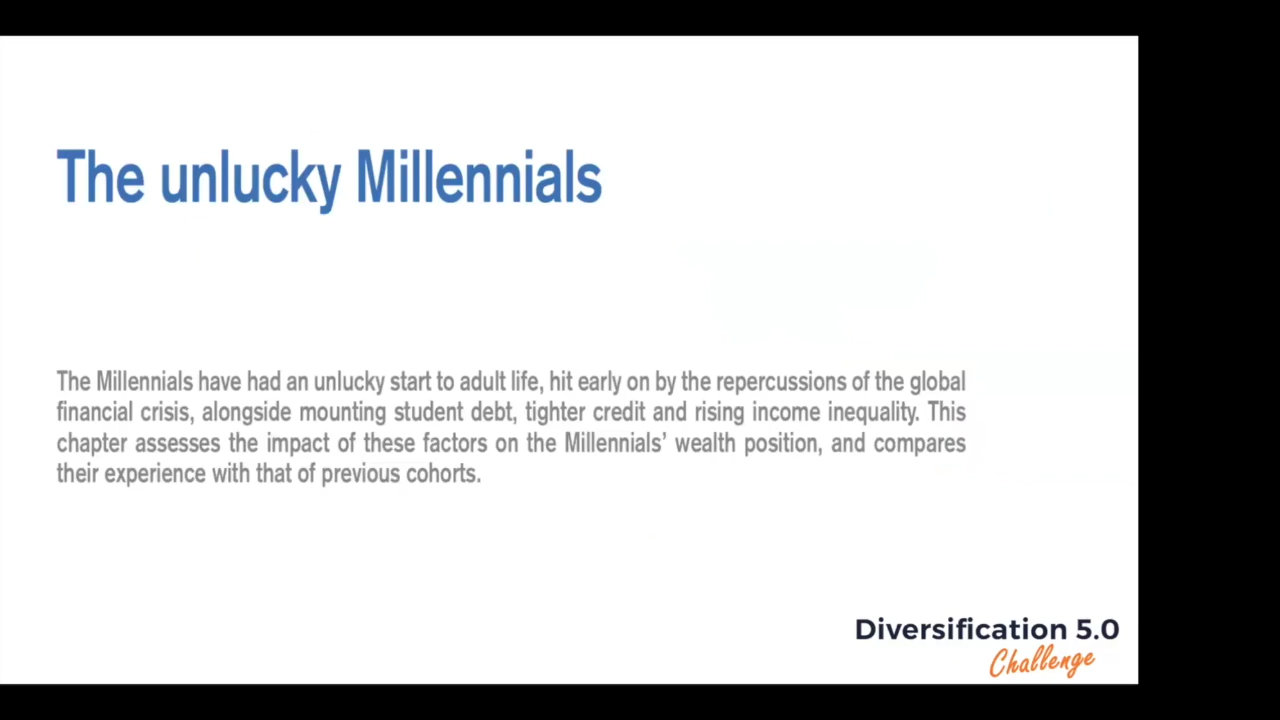 The unlucky Millennials
The Millennials have had an unlucky start to adult life, hit early on by the repercussions of the global
financial crisis, alongside mounting student debt, tighter credit and rising income inequality. This
chapter assesses the impact of these factors on the Millennials’ wealth position, and compares
their experience with that of previous cohorts.
Diversification 5.0
Challenge